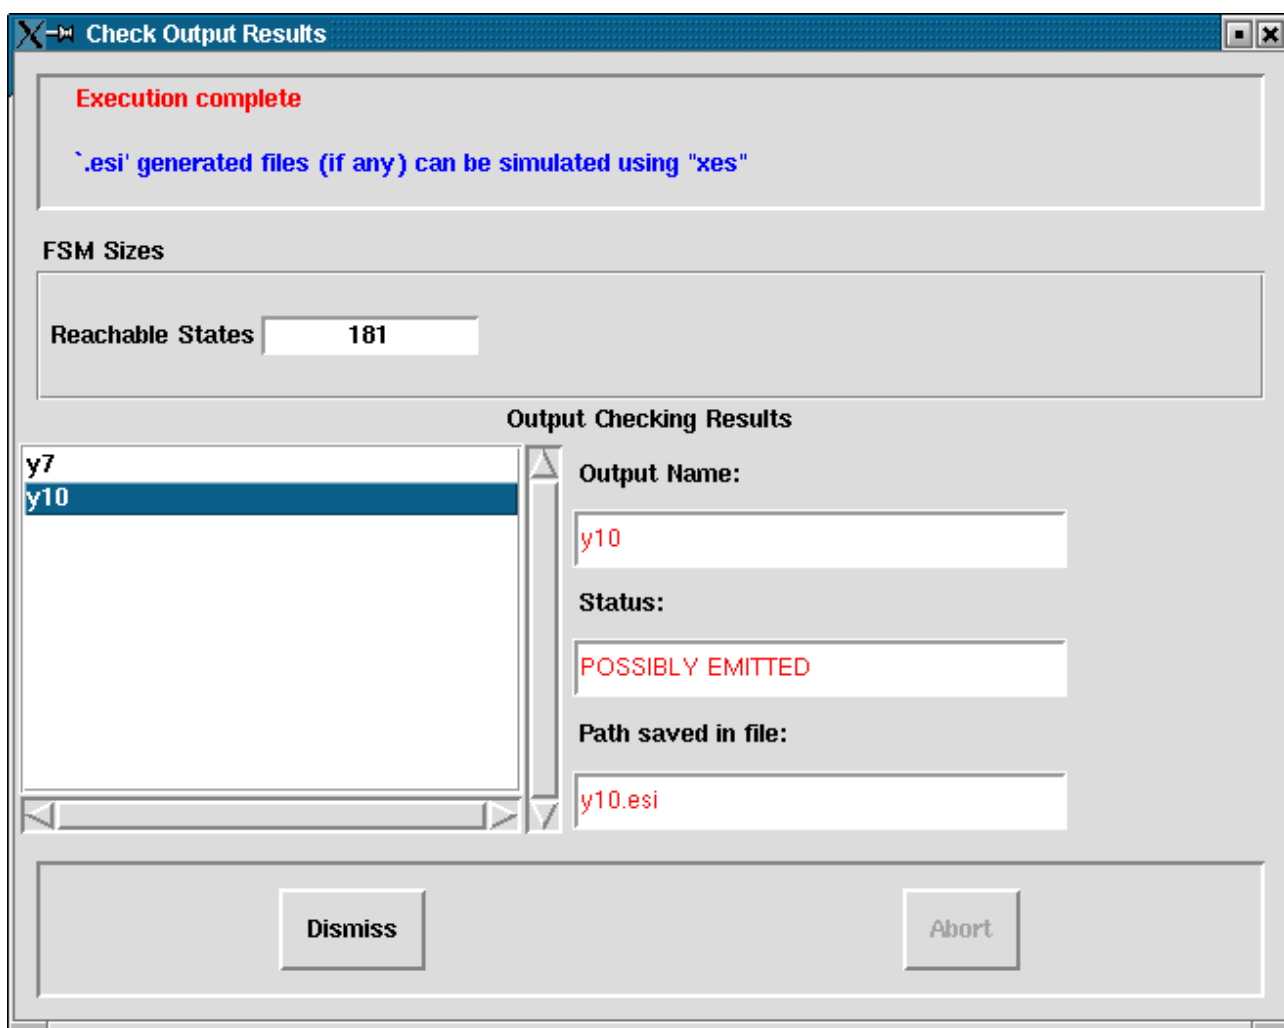 Check Output Results
Execution complete
`.esi' generated files (if any) can be simulated using "xes"
FSM Sizes
Reachable States 181
Output Checking Results
y7
y10
Output Name:
y10
Status:
POSSIBLY EMITTED
Path saved in file:
y10.esi
Dismiss
Abort